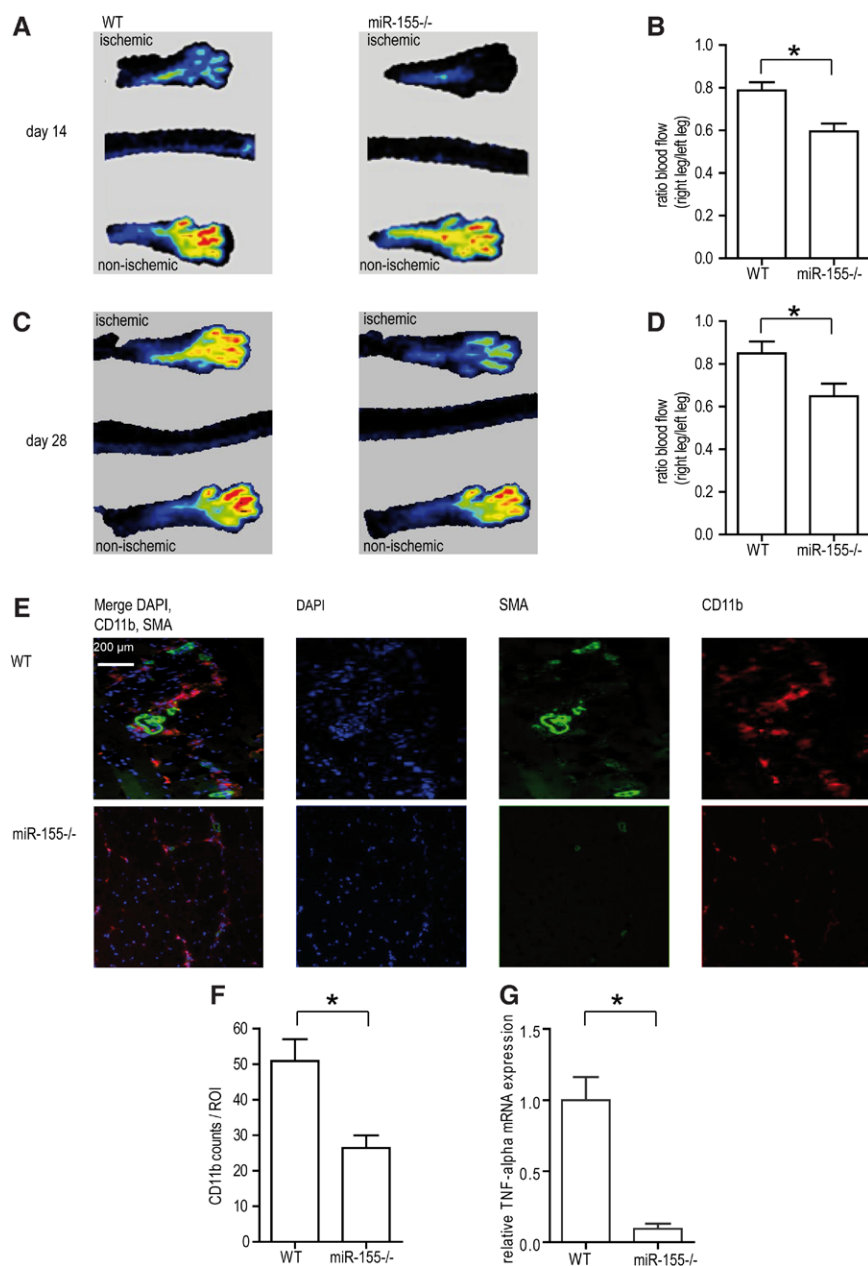 A
WT
ischemic
miR-155-/-
ischemic
day 14
non-ischemic
non-ischemic
B
ratio blood flow
(right leg/left leg)
1.0
0.8
0.6
0.4
0.2
0.0
*
WT
miR-155-/-
C
ischemic
ischemic
day 28
non-ischemic
non-ischemic
D
ratio blood flow
(right leg/left leg)
1.0
0.8
0.6
0.4
0.2
0.0
*
WT
miR-155-/-
E
Merge DAPI,
CD11b, SMA
DAPI
SMA
CD11b
WT
200 µm
miR-155-/-
F
CD11b counts / ROI
60
50
40
30
20
10
0
*
WT
miR-155-/-
G
relative TNF-alpha mRNA expression
1.5
1.0
0.5
0.0
*
WT
miR-155-/-